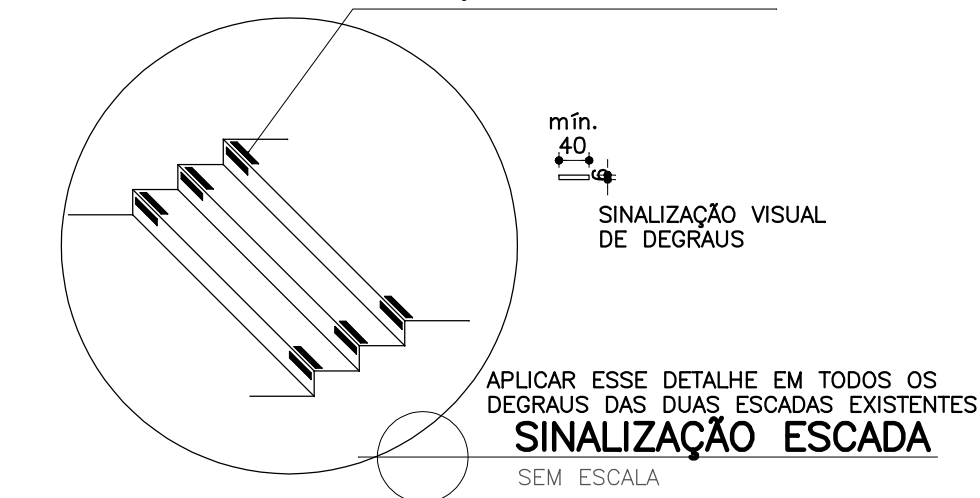 mín.
40
6
SINALIZAÇÃO VISUAL
DE DEGRAUS
APLICAR ESSE DETALHE EM TODOS OS
DEGRAUS DAS DUAS ESCADAS EXISTENTES
SINALIZAÇÃO ESCADA
SEM ESCALA